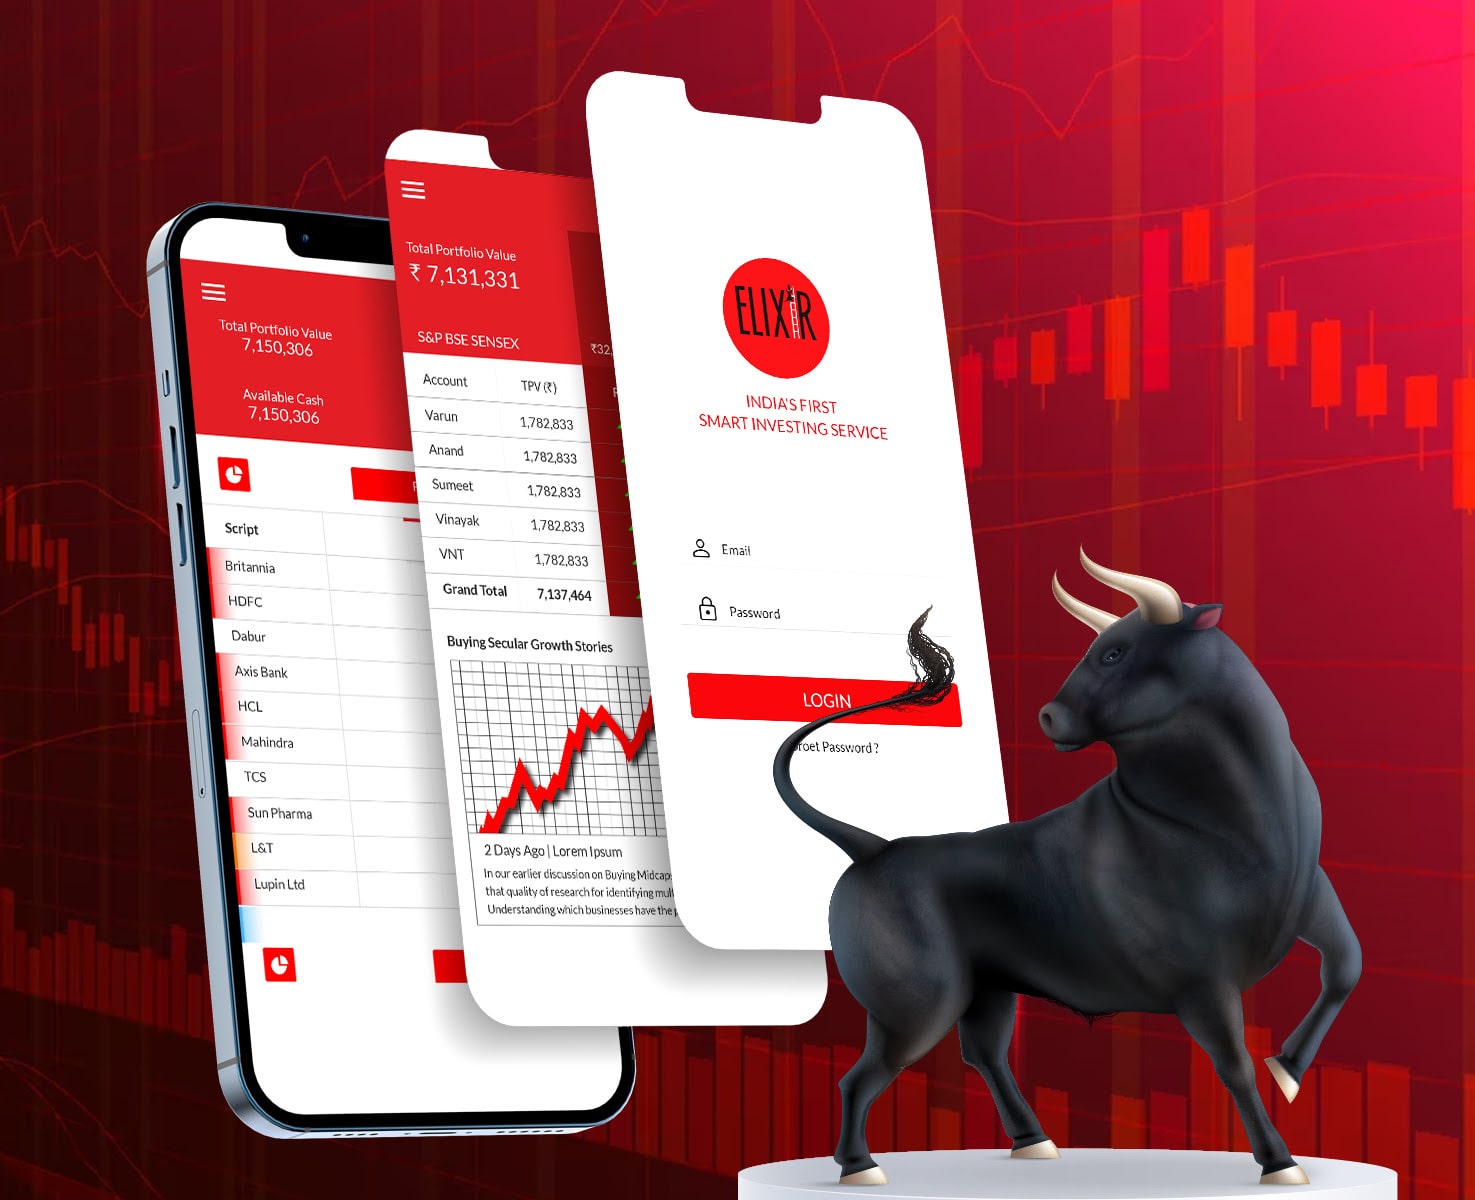 Total Portfolio Value
7,150,306
Available Cash
7,150,306
Script
Britannia
HDFC
Dabur
Axis Bank
HCL
Mahindra
TCS
Sun Pharma
L&T
Lupin Ltd
Total Portfolio Value
₹ 7,131,331
S&P BSE SENSEX
₹32,
Account TPV (₹)
Varun 1,782,833
Anand 1,782,833
Sumeet 1,782,833
Vinayak 1,782,833
VNT 1,782,833
Grand Total 7,137,464
Buying Secular Growth Stories
2 Days Ago | Lorem Ipsum
In our earlier discussion on Buying Midcap
that quality of research for identifying mul
Understanding which businesses have the
ELIXIR
INDIA'S FIRST
SMART INVESTING SERVICE
Email
Password
LOGIN
roet Password ?